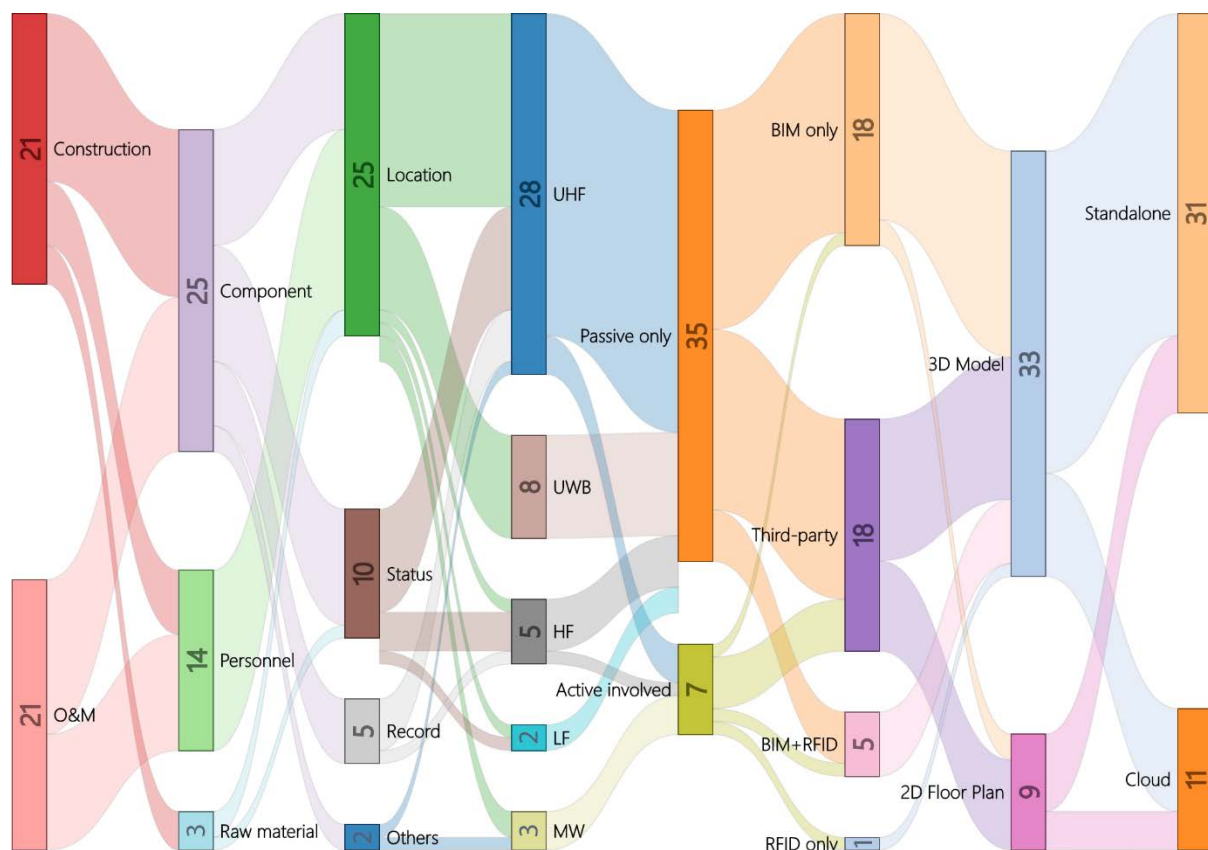 21
Construction
21
O&M
25
Component
14
Personnel
3
Raw material
25
Location
10
Status
5
Record
2
Others
28
UHF
8
UWB
5
HF
2
LF
3
MW
35
Passive only
7
Active involved
18
BIM only
18
Third-party
5
BIM+RFID
1
RFID only
33
3D Model
9
2D Floor Plan
31
Standalone
11
Cloud